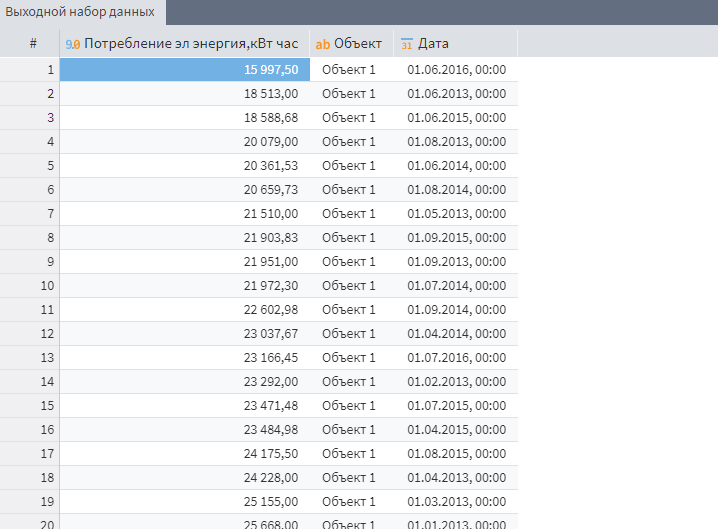 Выходной набор данных
# 9.0 Потребление эл энергия,кВт час ab Объект 31 Дата
1 15 997,50 Объект 1 01.06.2016, 00:00
2 18 513,00 Объект 1 01.06.2013, 00:00
3 18 588,68 Объект 1 01.06.2015, 00:00
4 20 079,00 Объект 1 01.08.2013, 00:00
5 20 361,53 Объект 1 01.06.2014, 00:00
6 20 659,73 Объект 1 01.08.2014, 00:00
7 21 510,00 Объект 1 01.05.2013, 00:00
8 21 903,83 Объект 1 01.09.2015, 00:00
9 21 951,00 Объект 1 01.09.2013, 00:00
10 21 972,30 Объект 1 01.07.2014, 00:00
11 22 602,98 Объект 1 01.09.2014, 00:00
12 23 037,67 Объект 1 01.04.2014, 00:00
13 23 166,45 Объект 1 01.07.2016, 00:00
14 23 292,00 Объект 1 01.02.2013, 00:00
15 23 471,48 Объект 1 01.07.2015, 00:00
16 23 484,98 Объект 1 01.04.2015, 00:00
17 24 175,50 Объект 1 01.08.2015, 00:00
18 24 228,00 Объект 1 01.04.2013, 00:00
19 25 155,00 Объект 1 01.03.2013, 00:00
20 25 668,00 Объект 1 01.01.2013, 00:00